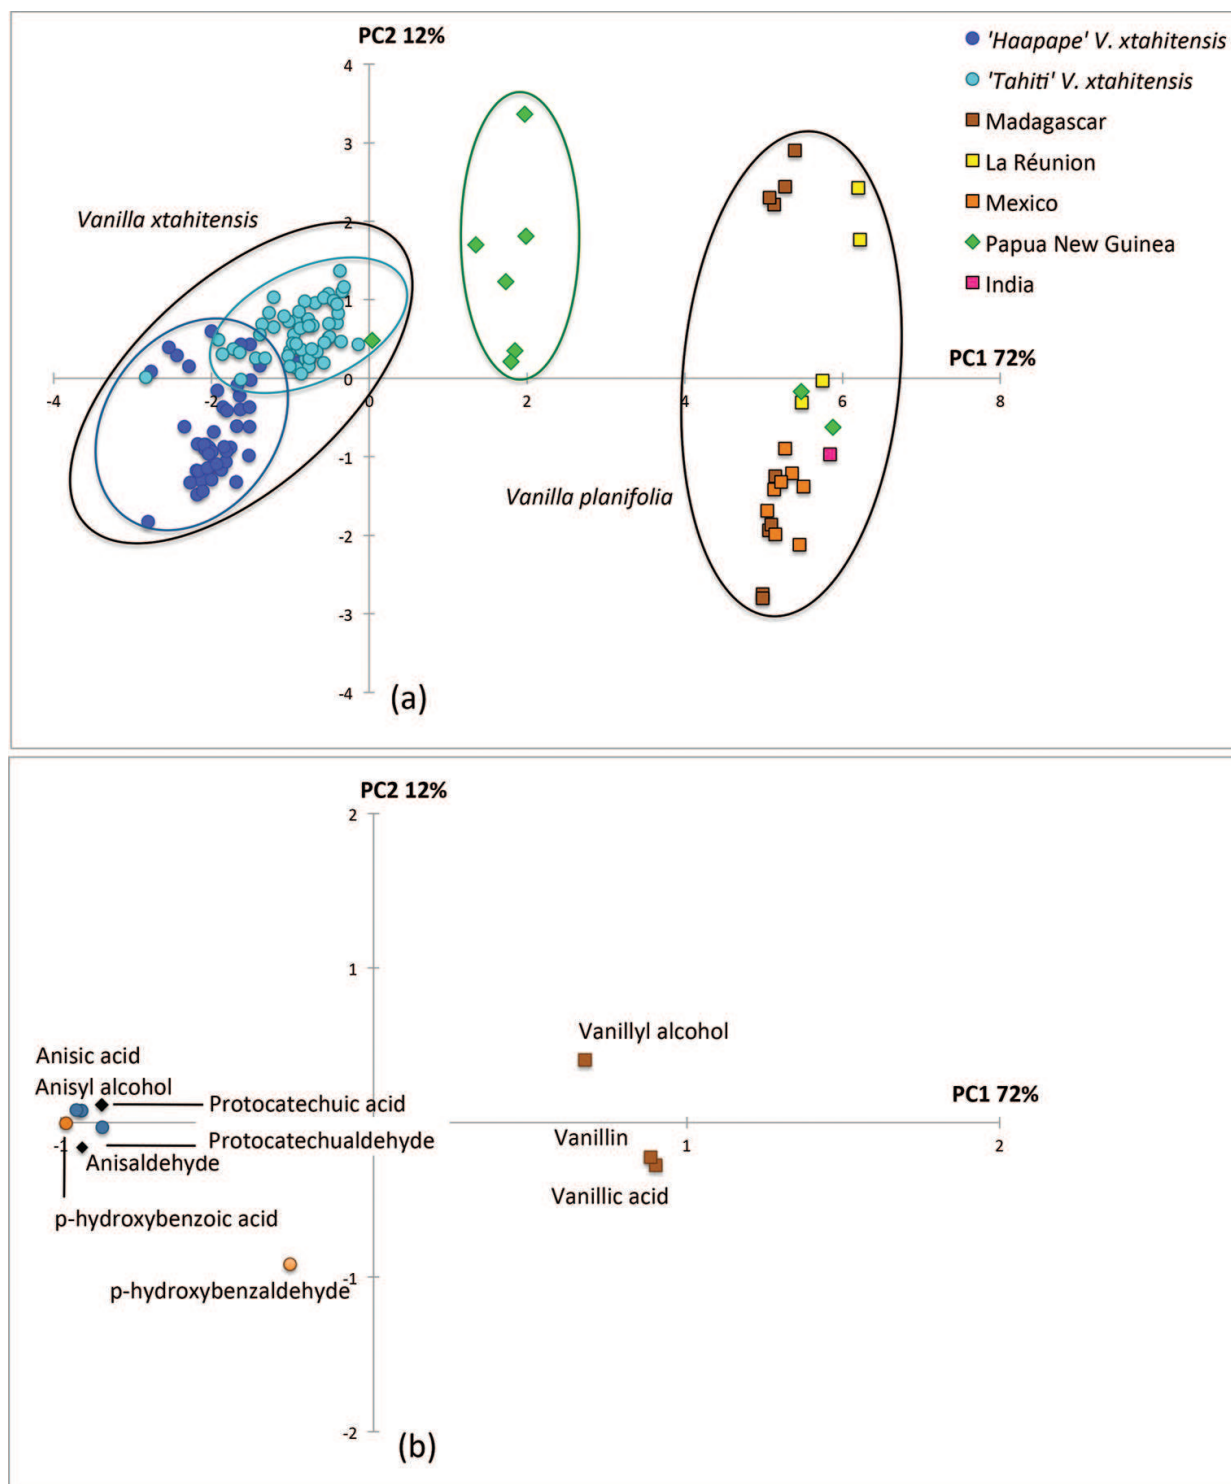 PC2 12%
'Haapape' V. xtahitensis
'Tahiti' V. xtahitensis
Madagascar
La Réunion
Mexico
Papua New Guinea
India
Vanilla xtahitensis
PC1 72%
Vanilla planifolia
4
3
2
1
0
-1
-2
-3
-4
-4
-2
0
2
4
6
8
(a)
PC2 12%
2
1
-1
-2
Anisic acid
Anisyl alcohol
Protocatechuic acid
Protocatechualdehyde
Anisaldehyde
p-hydroxybenzoic acid
p-hydroxybenzaldehyde
Vanillyl alcohol
PC1 72%
Vanillin
Vanillic acid
-1
1
2
(b)